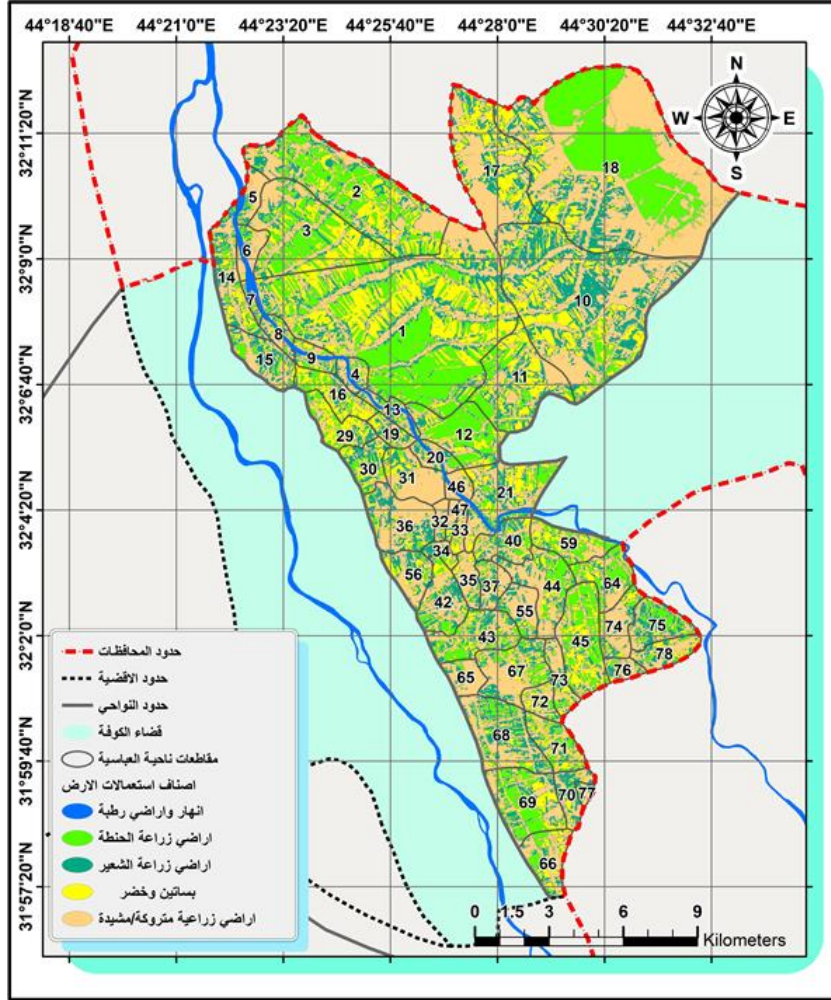 44°18'40"E 44°21'0"E 44°23'20"E 44°25'40"E 44°28'0"E 44°30'20"E 44°32'40"E
N
W E
S
32°11'20"N
32°9'0"N
32°6'40"N
32°4'20"N
32°2'20"N
31°59'40"N
31°57'20"N
17
18
2
5
3
6
14
7
10
1
8
15
9
4
11
16
13
29
19
12
30
20
31
46
21
47
36
32
33
40
59
34
56
35
37
44
64
42
55
74
75
43
45
78
65
67
73
76
72
68
71
69
70
77
66
حدود المحافظات
حدود الاقضية
حدود النواحي
قضاء الكوفة
مقاطعات ناحية العباسية
اصناف استعمالات الارض
انهار واراضي رطبة
اراضي زراعة الحنطة
اراضي زراعة الشعير
بساتين وخضر
اراضي زراعية متروكة/مشيدة
0 1.5 3 6 9
Kilometers